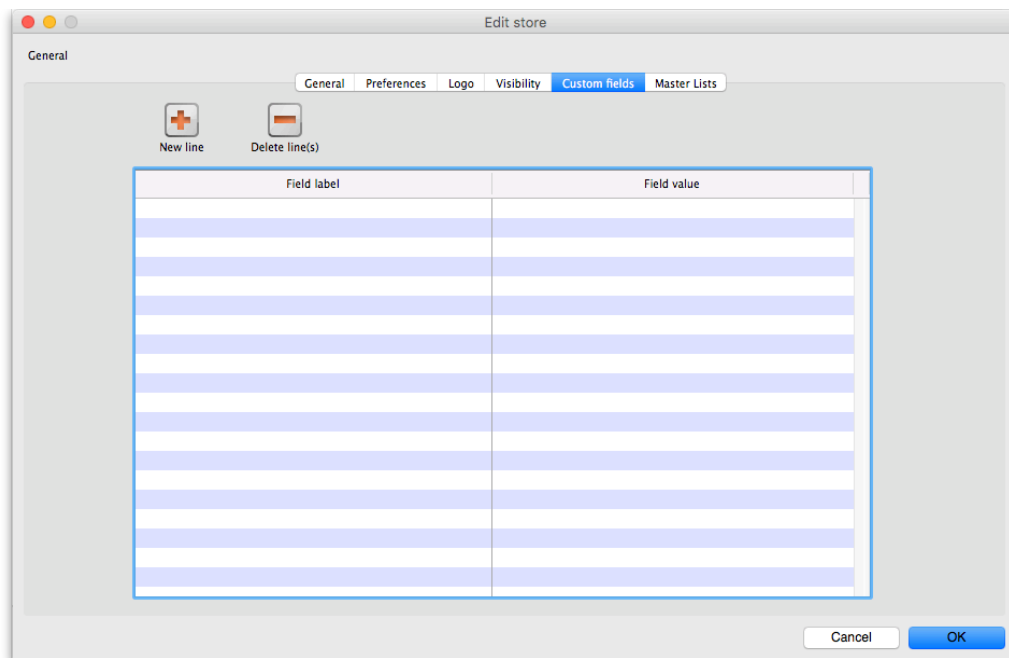 Edit store
General
General Preferences Logo Visibility Custom fields Master Lists
New line Delete line(s)
Field label Field value
Cancel OK